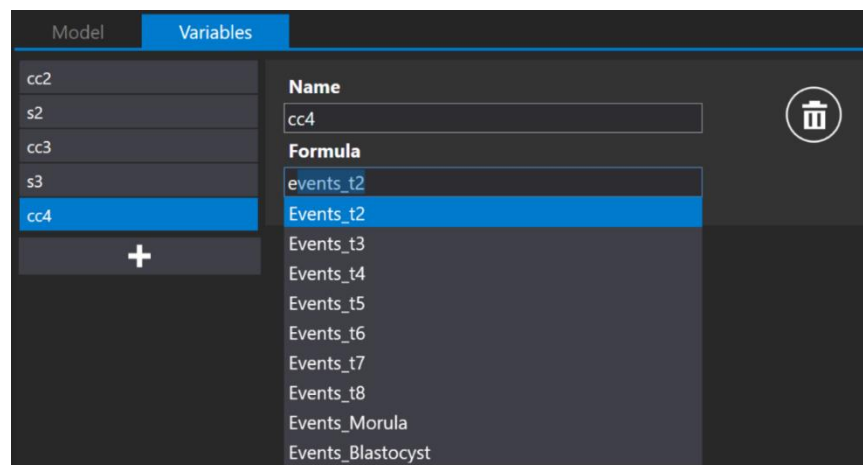 Model Variables
cc2
s2
cc3
s3
cc4
Name
cc4
Formula
events_t2
Events_t2
Events_t3
Events_t4
Events_t5
Events_t6
Events_t7
Events_t8
Events_Morula
Events_Blastocyst